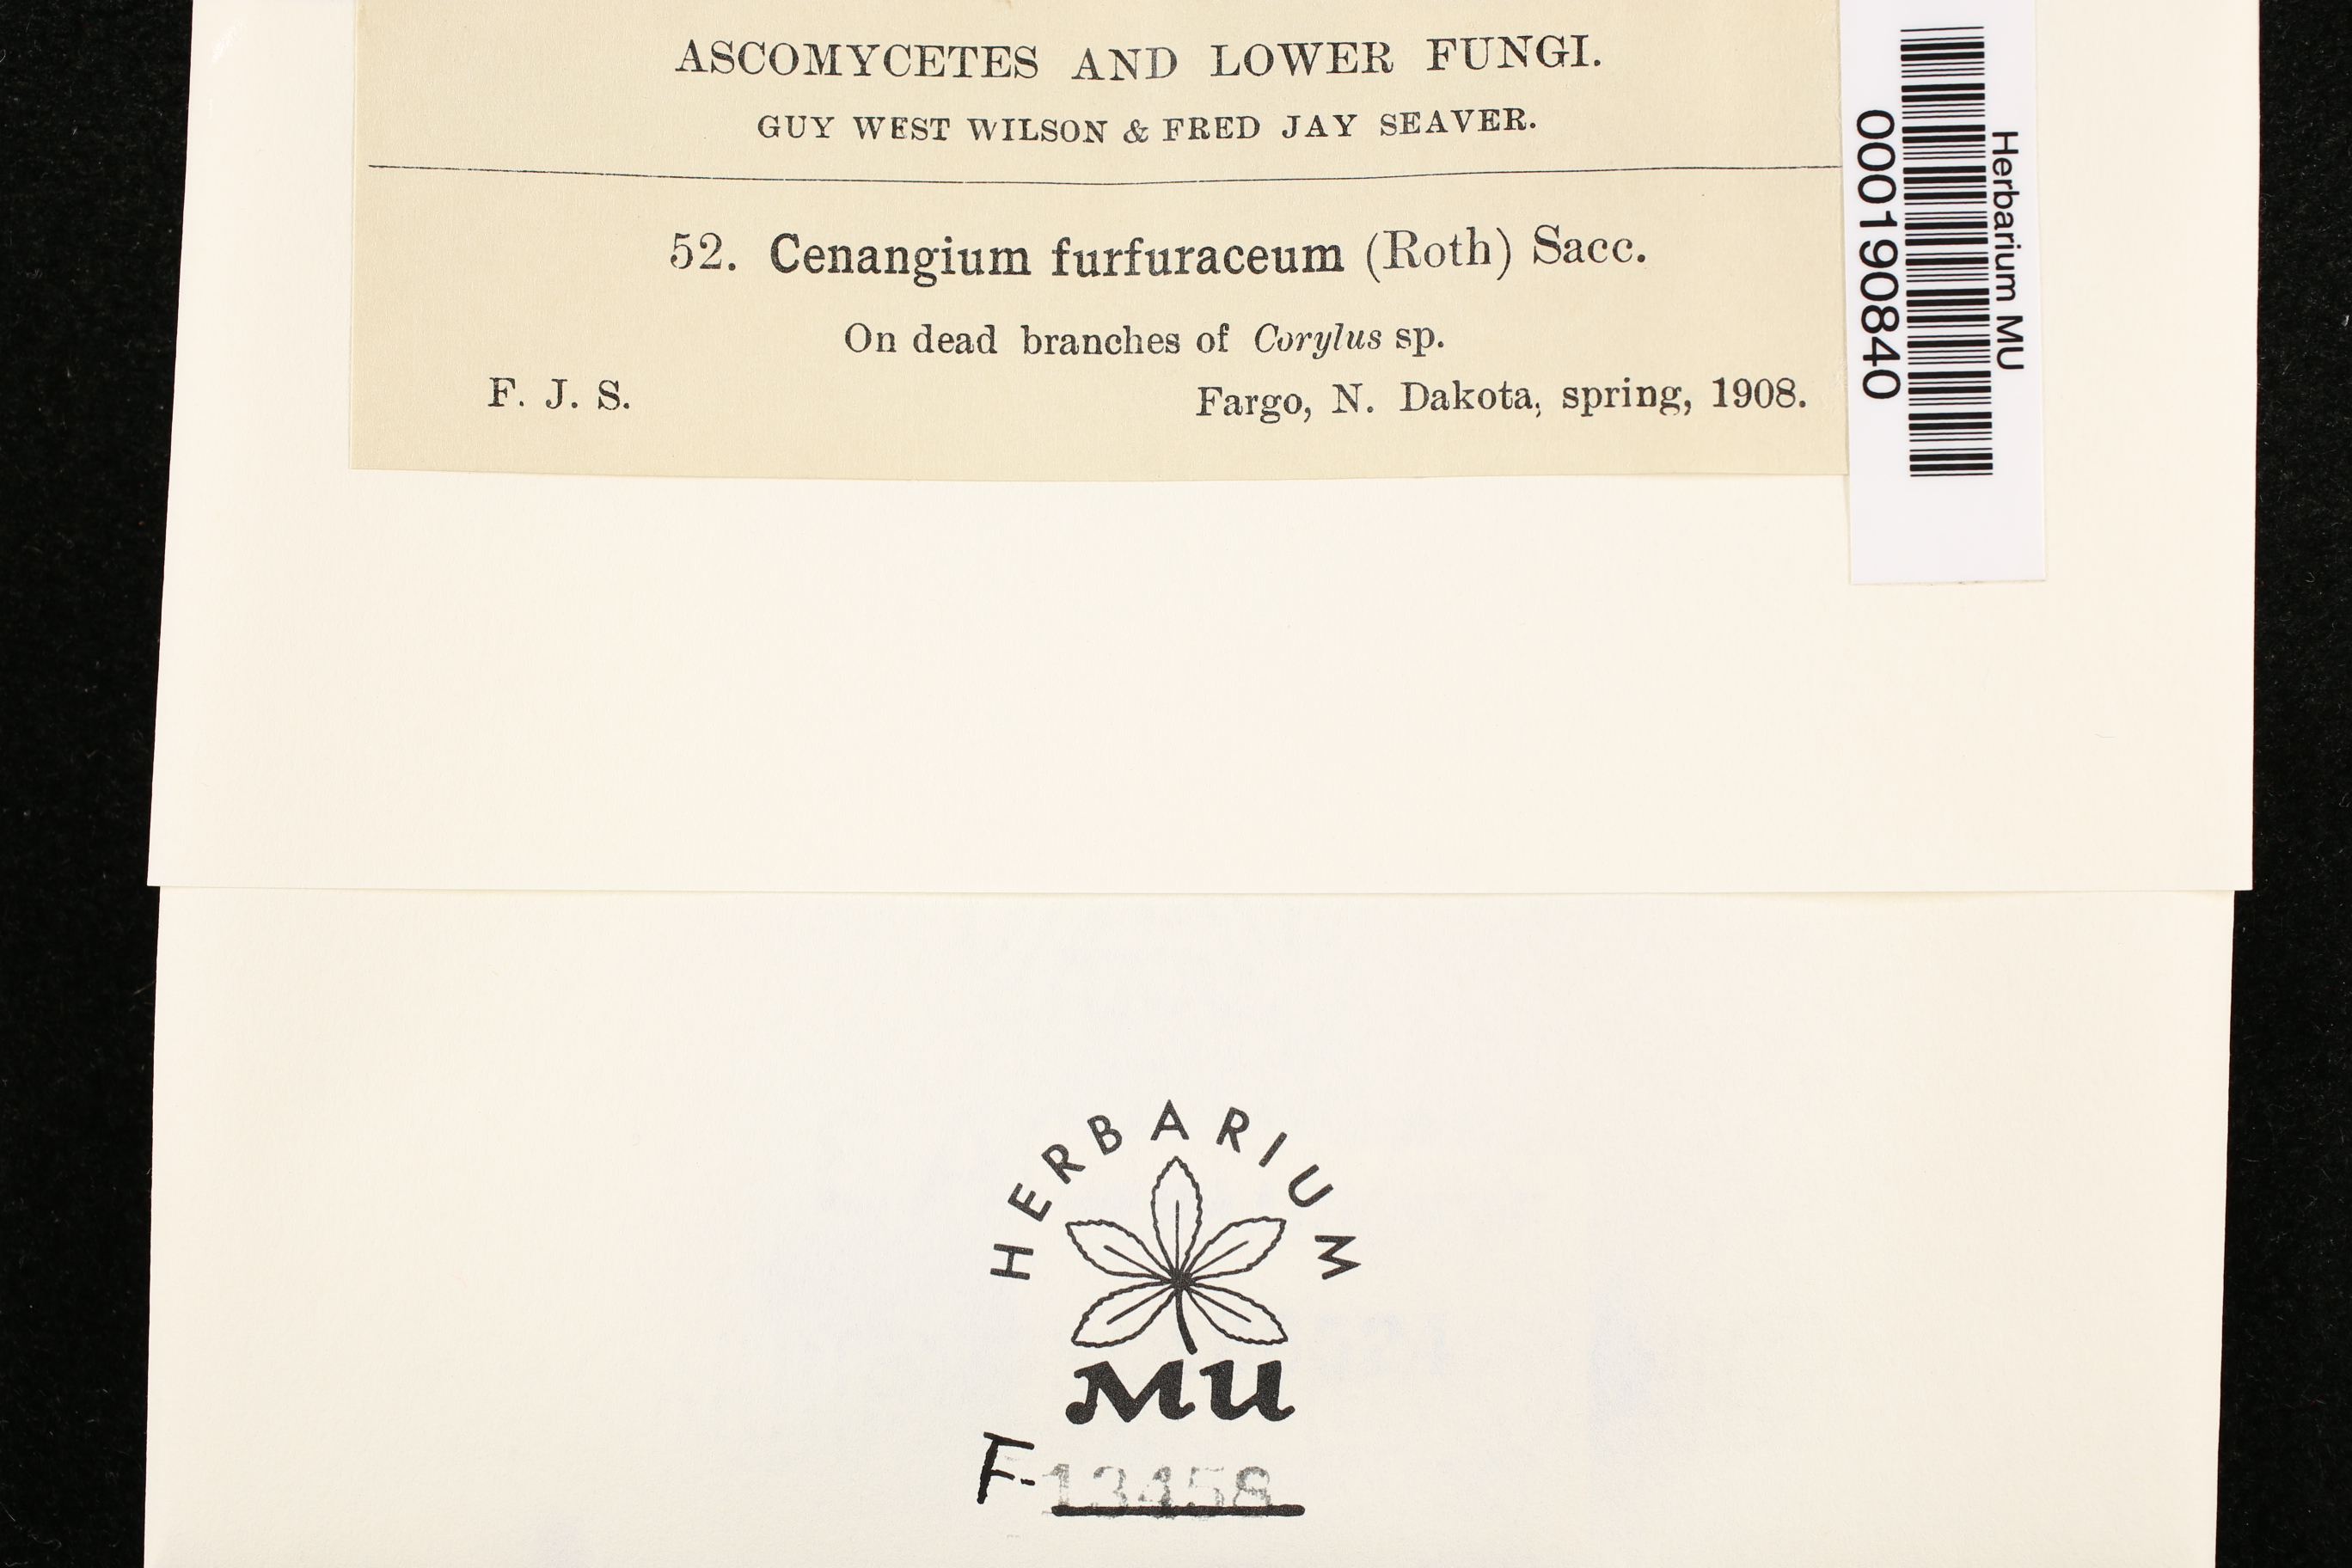 ASCOMYCETES AND LOWER FUNGI.
GUY WEST WILSON & FRED JAY SEAVER.
52. Cenangium furfuraceum (Roth) Sacc.
On dead branches of Corylus sp.
F. J. S. Fargo, N. Dakota, spring, 1908.
Herbarium MU
000190840
HERBARIUM
MU
F-13458